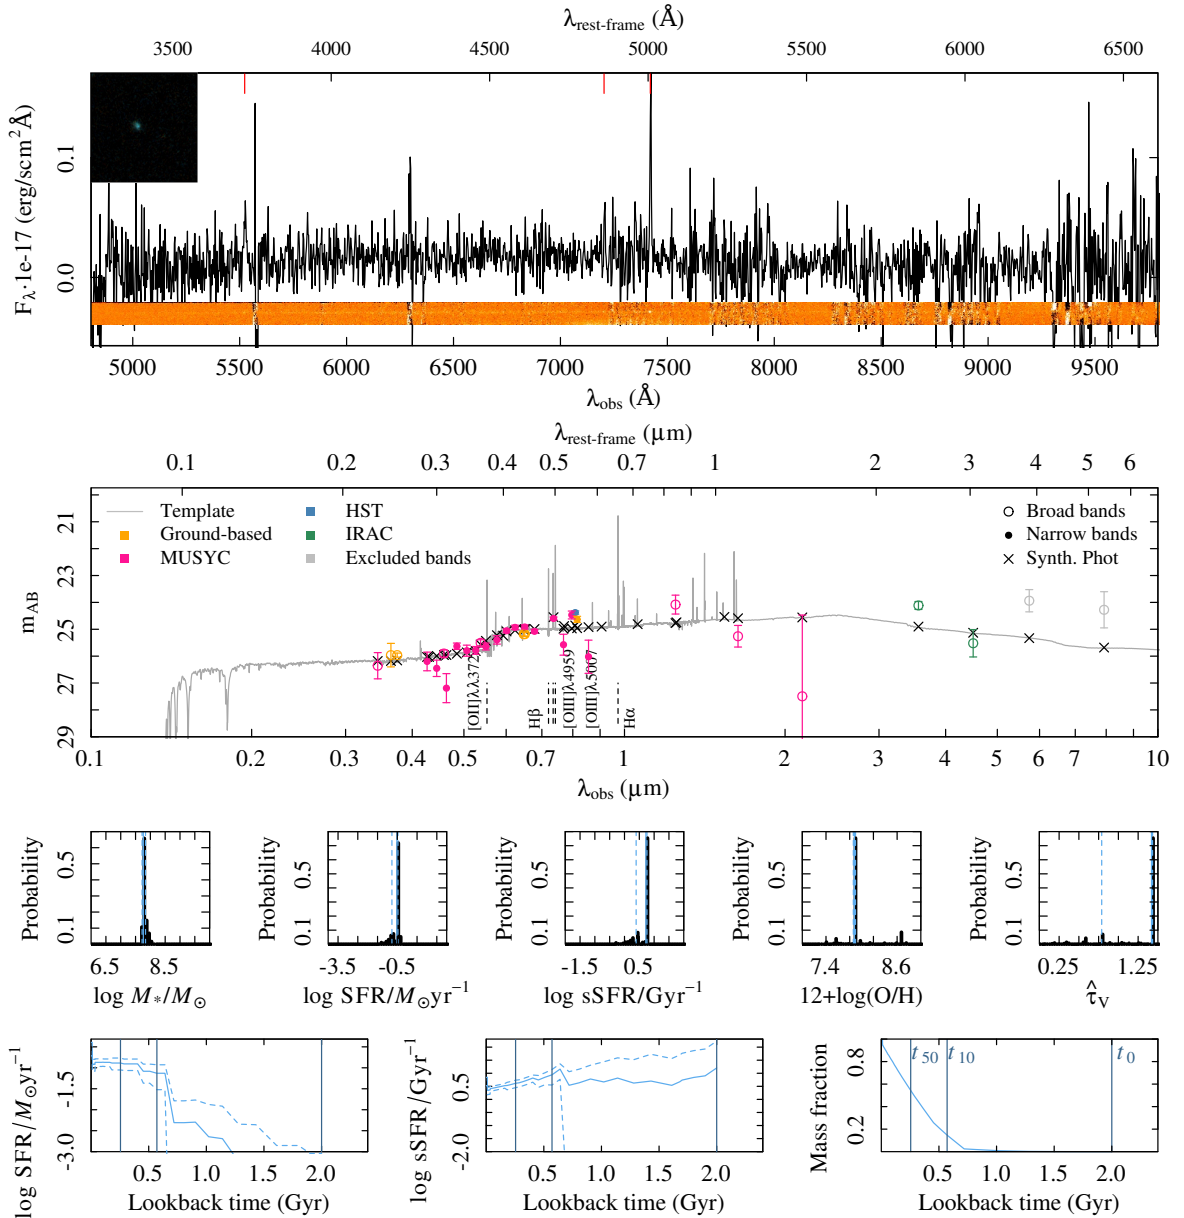 λrest-frame (Å)
3500 4000 4500 5000 5500 6000 6500
Fλ·1e-17 (erg/scm²Å)
0.0 0.1
5000 5500 6000 6500 7000 7500 8000 8500 9000 9500
λobs (Å)
λrest-frame (μm)
0.1 0.2 0.3 0.4 0.5 0.7 1 2 3 4 5 6
mAB
21
23
25
27
29
Template
Ground-based
MUSYC
HST
IRAC
Excluded bands
Broad bands
Narrow bands
Synth. Phot
[OII]λλ372
Hβ
[OIII]λ4959
[OIII]λ5007
Hα
0.1 0.2 0.3 0.4 0.5 0.7 1 2 3 4 5 6 7 8 10
λobs (μm)
Probability
0.1 0.5
6.5 8.5
log M*/M⊙
Probability
0.1 0.5
-3.5 -0.5
log SFR/M⊙yr⁻¹
Probability
0.1 0.5
-1.5 0.5
log sSFR/Gyr⁻¹
Probability
0.1 0.5
7.4 8.6
12+log(O/H)
Probability
0.1 0.5
0.25 1.25
τ̂V
log SFR/M⊙yr⁻¹
-3.0 -1.5
0.5 1.0 1.5 2.0
Lookback time (Gyr)
log sSFR/Gyr⁻¹
-2.0 0.5
0.5 1.0 1.5 2.0
Lookback time (Gyr)
Mass fraction
0.2 0.8
t50 t10 t0
0.5 1.0 1.5 2.0
Lookback time (Gyr)